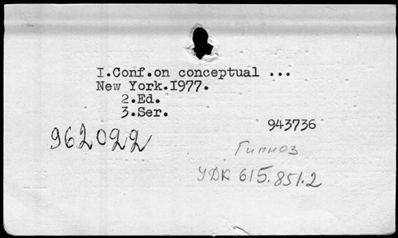 I.Conf.on conceptual ...
New York.I977.
2.Ed.
3.Ser.
943736
962022
Гипноз
УДК 615.851.2